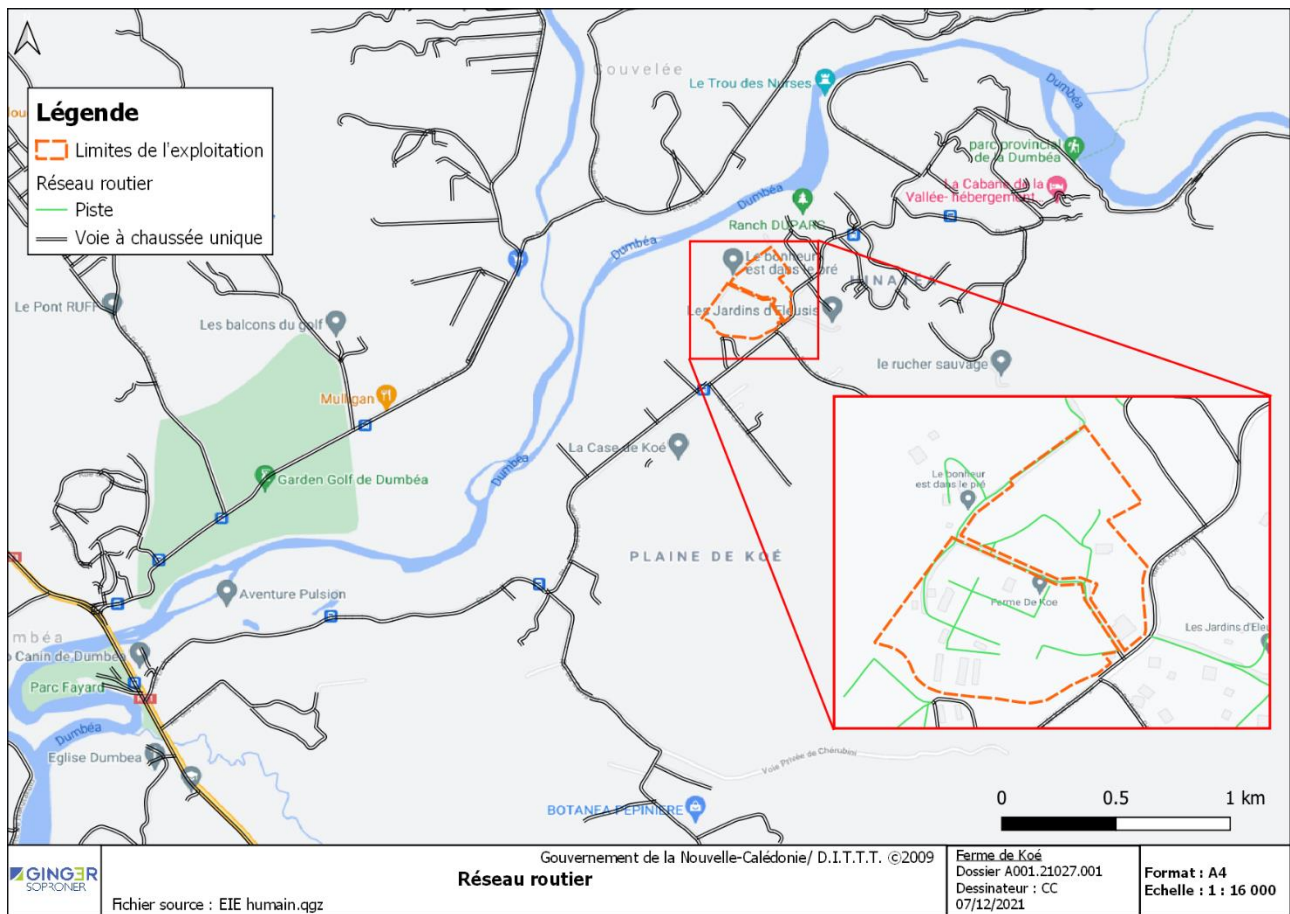 Légende
Limites de l'exploitation
Réseau routier
Piste
Voie à chaussée unique
Couvelée
Le Trou des Nurses
Dumbéa
parc provincial
de la Dumbéa
La Cabane de la
Vallée- hébergement
Dumbéa
Ranch DUPARC
Dumbéa
Le bonheur
est dans le pré
Les Jardins d'Eleusis
le rucher sauvage
Le Pont RUFF
Les balcons du golf
Mulligan
La Case de Koé
Garden Golf de Dumbéa
Dumbéa
PLAINE DE KOÉ
Aventure Pulsion
Canin de Dumbéa
Parc Fayard
Dumbéa
Eglise Dumbea
Le bonheur
est dans le pré
Ferme De Koe
Les Jardins d'Eleu
Voie Privée de Chérubini
BOTANEA PEPINIERE
0 0.5 1 km
GINGER
SOPRONER
Gouvernement de la Nouvelle-Calédonie/ D.I.T.T.T. ©2009
Réseau routier
Fichier source : EIE humain.qgz
Ferme de Koé
Dossier A001.21027.001
Dessinateur : CC
07/12/2021
Format : A4
Echelle : 1 : 16 000